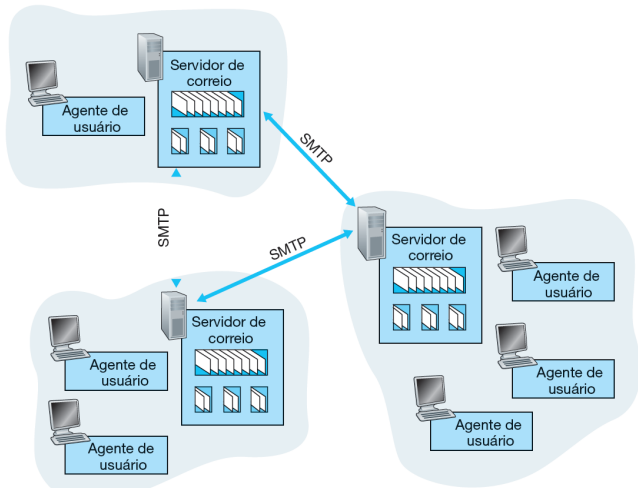 Servidor de
correio
Agente de
usuário
SMTP
SMTP
SMTP
Servidor de
correio
Agente de
usuário
Agente de
usuário
Agente de
usuário
Servidor de
correio
Agente de
usuário
Agente de
usuário